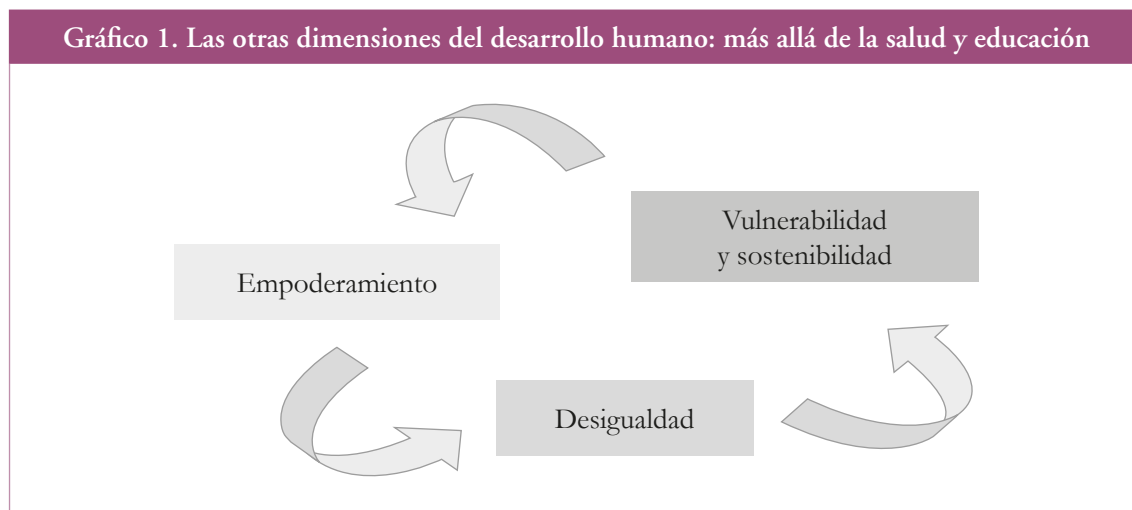 Gráfico 1. Las otras dimensiones del desarrollo humano: más allá de la salud y educación
Vulnerabilidad
y sostenibilidad
Empoderamiento
Desigualdad